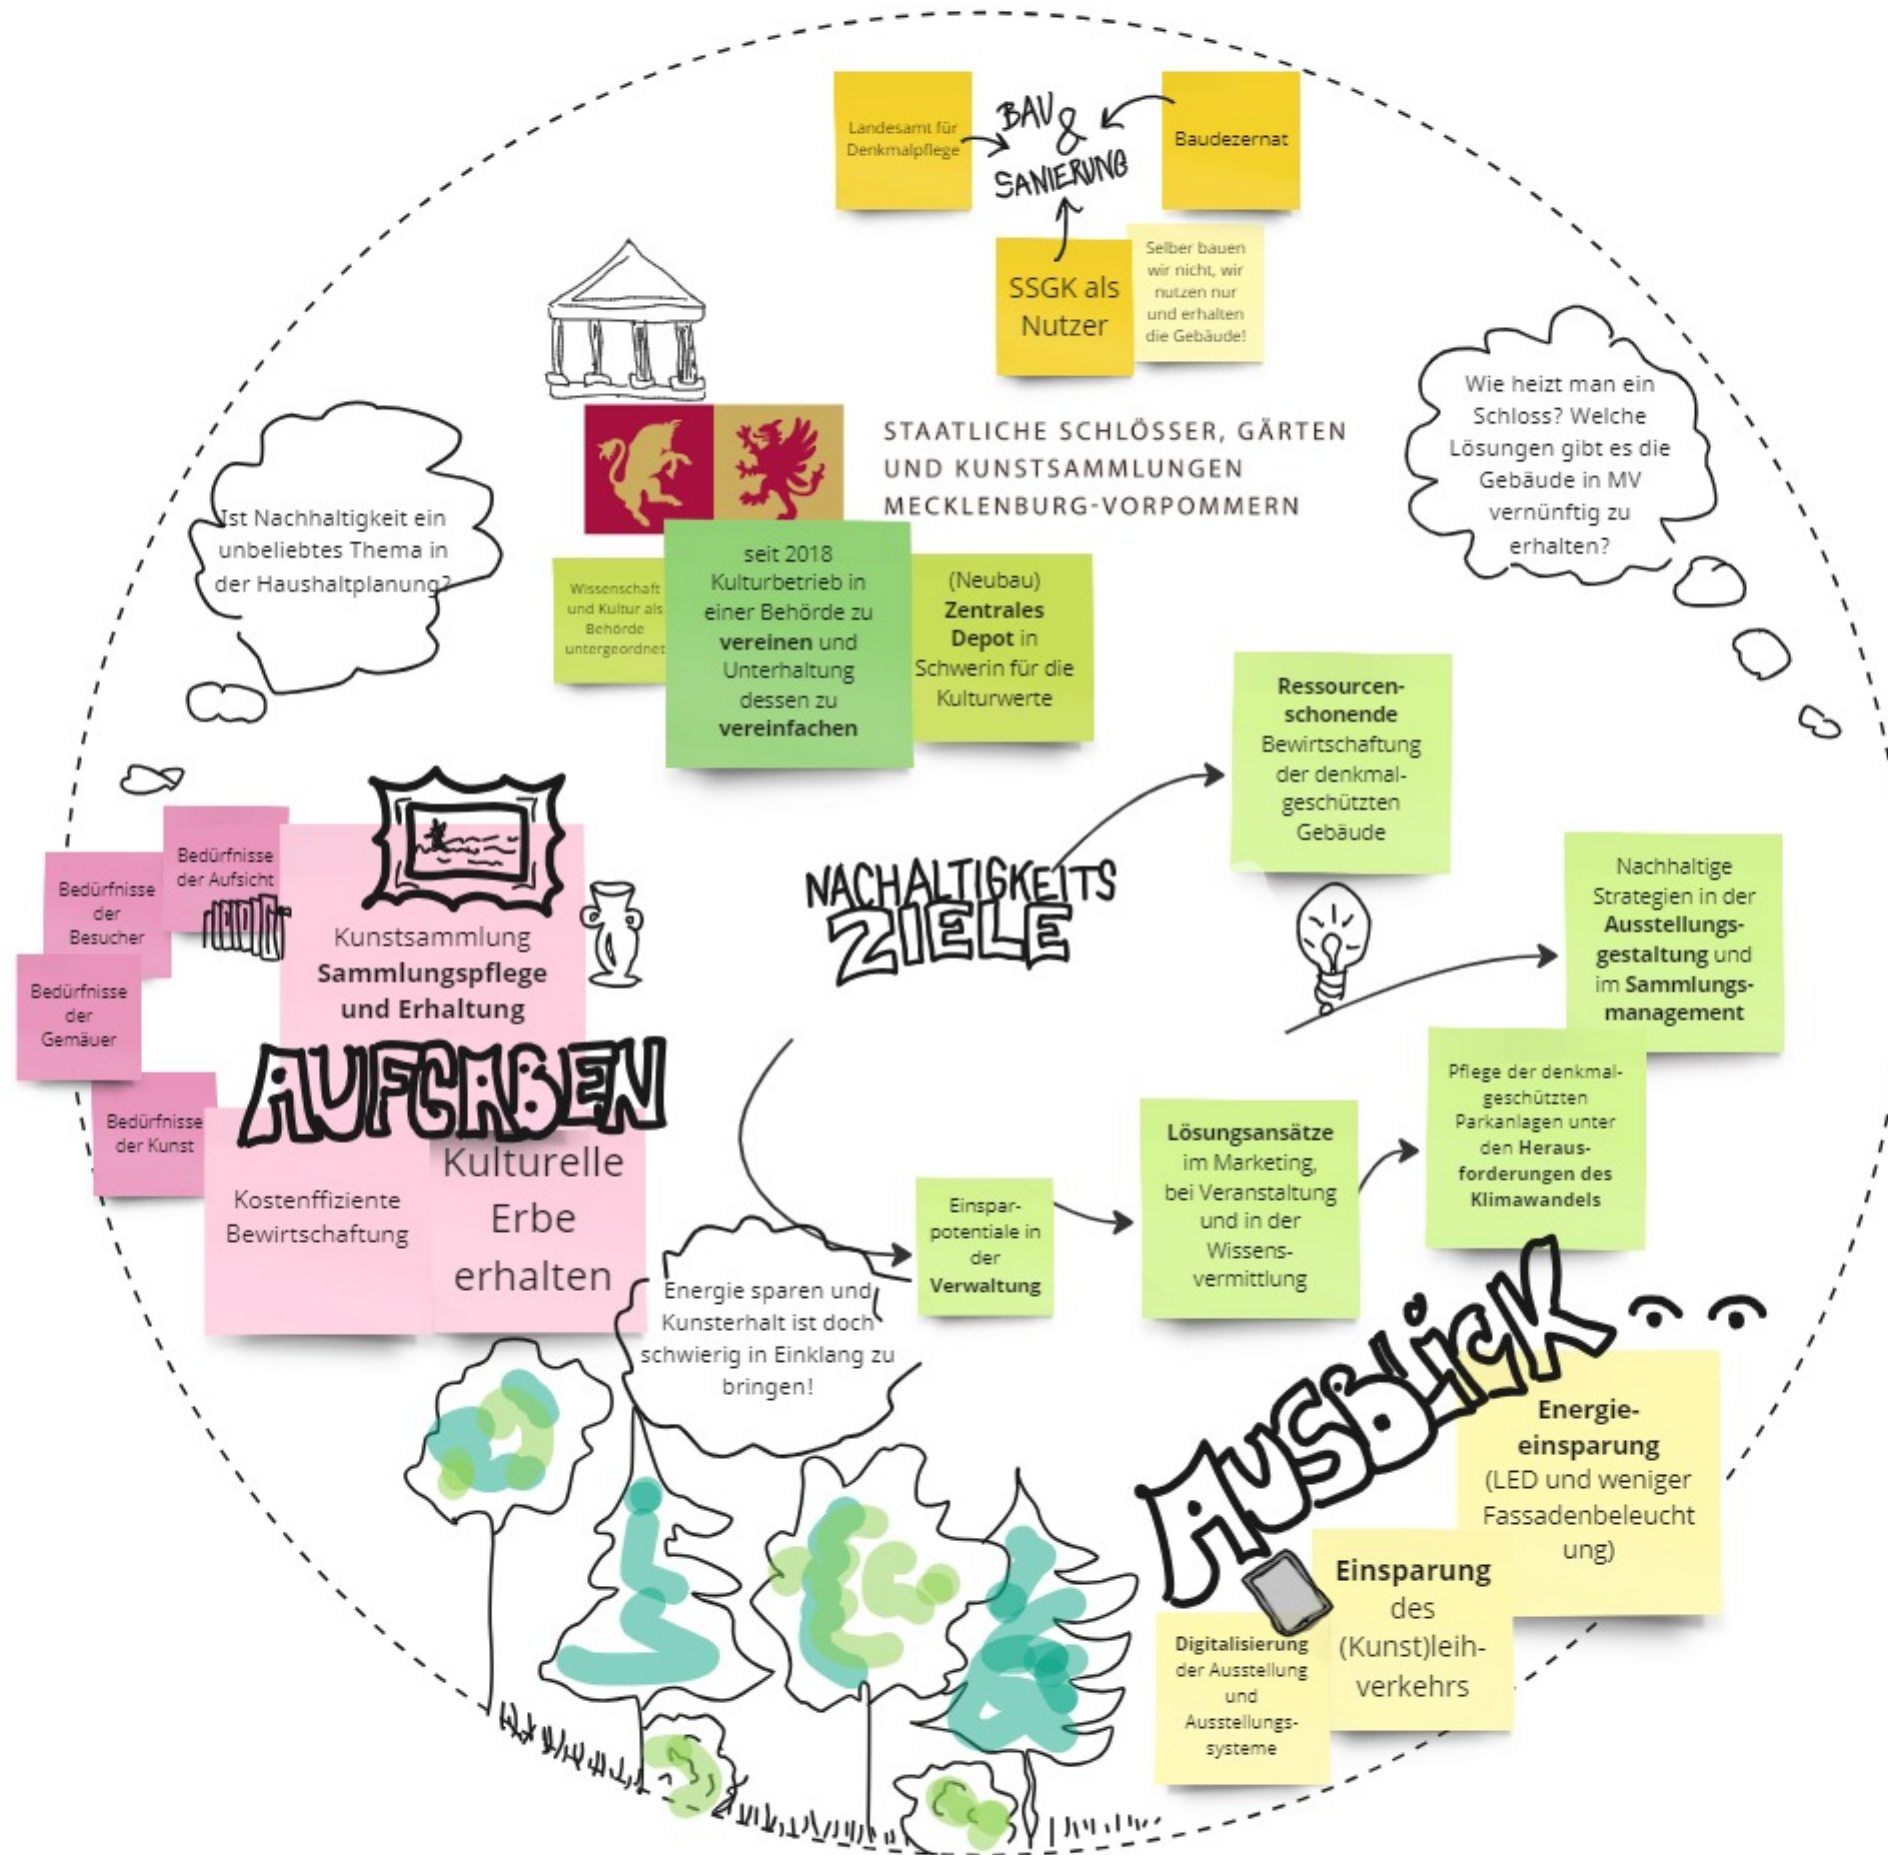 Landesamt für
Denkmalpflege
BAU &
SANIERUNG
Baudezernat
SSGK als
Nutzer
Selber bauen
wir nicht, wir
nutzen nur
und erhalten
die Gebäude!
STAATLICHE SCHLÖSSER, GÄRTEN
UND KUNSTSAMMLUNGEN
MECKLENBURG-VORPOMMERN
Wie heizt man ein
Schloss? Welche
Lösungen gibt es die
Gebäude in MV
vernünftig zu
erhalten?
Ist Nachhaltigkeit ein
unbeliebtes Thema in
der Haushaltplanung?
Wissenschaft
und Kultur als
Behörde
untergeordnet
seit 2018
Kulturbetrieb in
einer Behörde zu
vereinen und
Unterhaltung
dessen zu
vereinfachen
(Neubau)
Zentrales
Depot in
Schwerin für die
Kulturwerte
Bedürfnisse
der Aufsicht
Bedürfnisse
der
Besucher
Bedürfnisse
der
Gemäuer
Bedürfnisse
der Kunst
Kunstsammlung
Sammlungspflege
und Erhaltung
AUFGABEN
Kostenffiziente
Bewirtschaftung
Kulturelle
Erbe
erhalten
NACHALTIGKEITS
ZIELE
Ressourcen-
schonende
Bewirtschaftung
der denkmal-
geschützten
Gebäude
Nachhaltige
Strategien in der
Ausstellungs-
gestaltung und
im Sammlungs-
management
Pflege der denkmal-
geschützten
Parkanlagen unter
den Heraus-
forderungen des
Klimawandels
Lösungsansätze
im Marketing,
bei Veranstaltung
und in der
Wissens-
vermittlung
Einspar-
potentiale in
der
Verwaltung
Energie sparen und
Kunsterhalt ist doch
schwierig in Einklang zu
bringen!
AUSBLICK
Energie-
einsparung
(LED und weniger
Fassadenbeleucht
ung)
Einsparung
des
(Kunst)leih-
verkehrs
Digitalisierung
der Ausstellung
und
Ausstellungs-
systeme